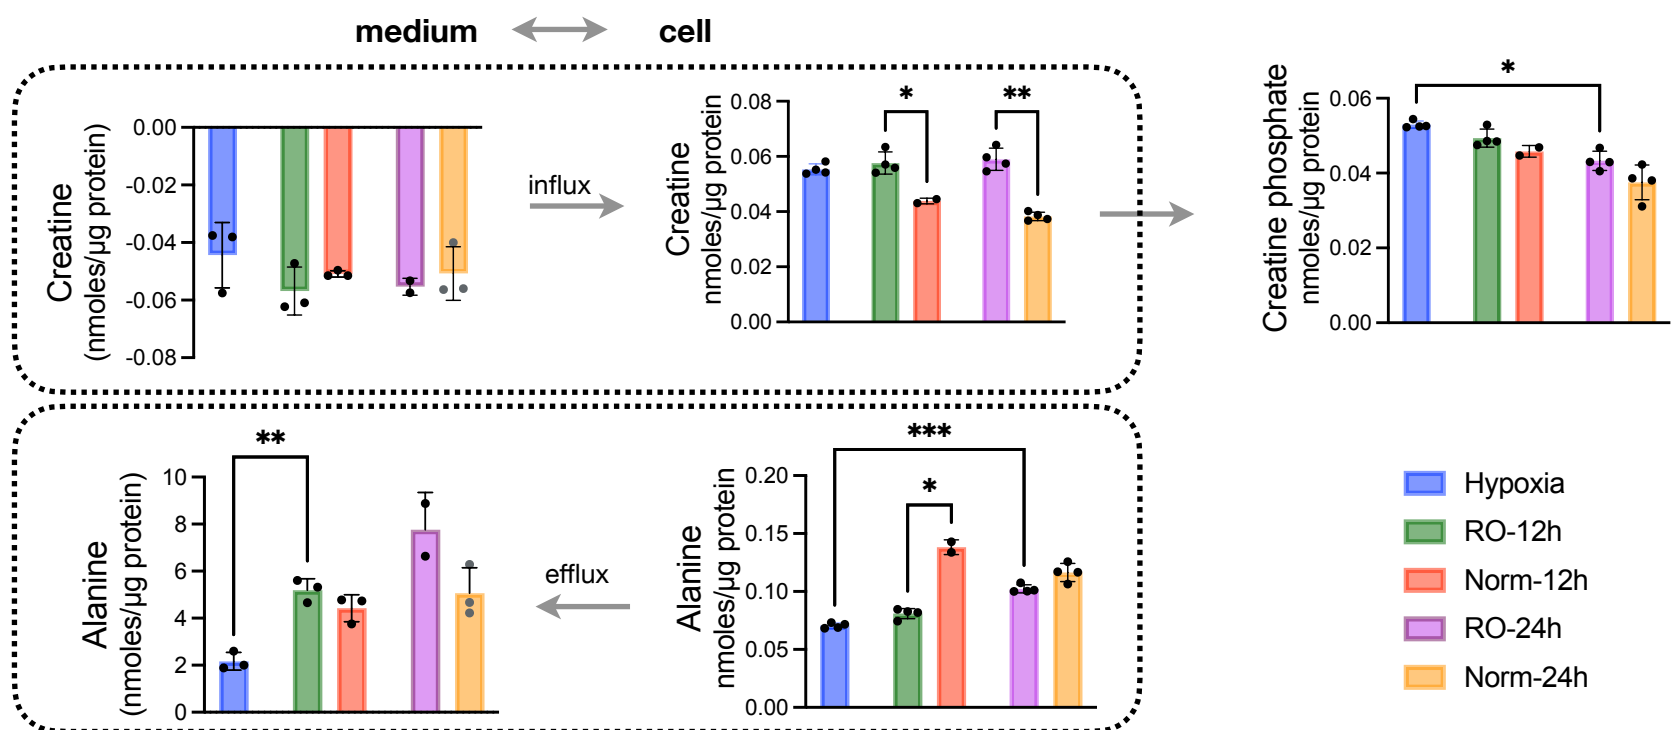 medium cell
Creatine
(nmoles/µg protein)
0.00
-0.02
-0.04
-0.06
-0.08
influx
Creatine
nmoles/µg protein
0.08
0.06
0.04
0.02
0.00
*
**
Creatine phosphate
nmoles/µg protein
0.06
0.04
0.02
0.00
*
Alanine
(nmoles/µg protein)
10
8
6
4
2
0
**
efflux
Alanine
nmoles/µg protein
0.20
0.15
0.10
0.05
0.00
***
*
Hypoxia
RO-12h
Norm-12h
RO-24h
Norm-24h